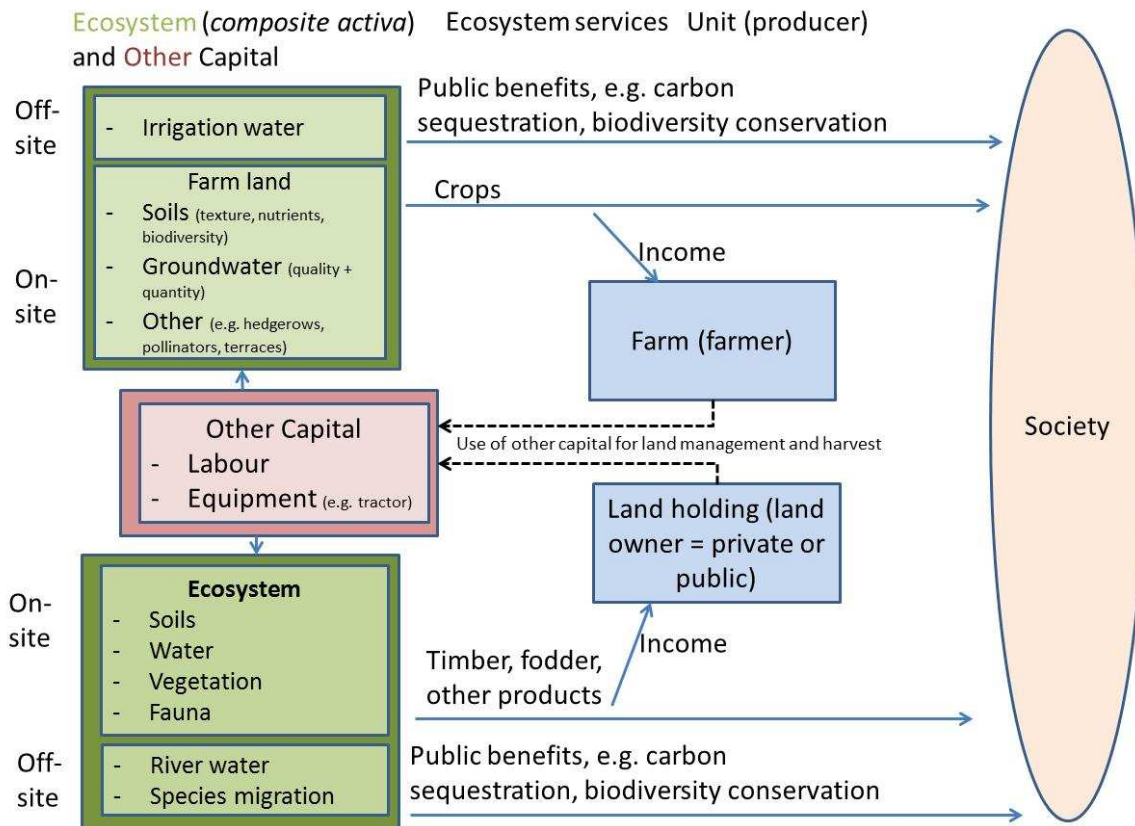 Ecosystem (composite activa)
and Other Capital
Ecosystem services
Unit (producer)
Off-
site
- Irrigation water
Public benefits, e.g. carbon
sequestration, biodiversity conservation
Farm land
- Soils (texture, nutrients,
biodiversity)
- Groundwater (quality +
quantity)
- Other (e.g. hedgerows,
pollinators, terraces)
On-
site
Crops
Income
Farm (farmer)
Other Capital
- Labour
- Equipment (e.g. tractor)
Use of other capital for land management and harvest
Society
Land holding (land
owner = private or
public)
On-
site
Ecosystem
- Soils
- Water
- Vegetation
- Fauna
Income
Timber, fodder,
other products
Off-
site
- River water
- Species migration
Public benefits, e.g. carbon
sequestration, biodiversity conservation